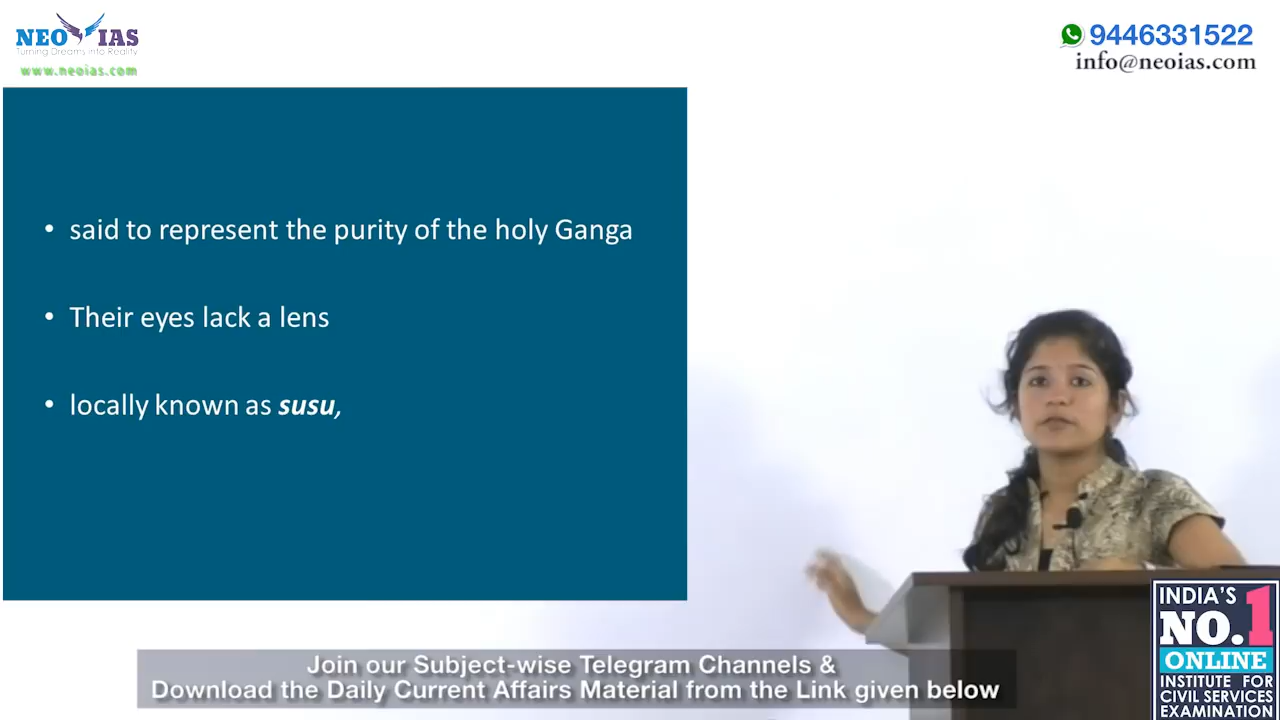 NEO IAS
Turning Dreams into Reality
www.neoias.com
9446331522
info@neoias.com
• said to represent the purity of the holy Ganga
• Their eyes lack a lens
• locally known as susu,
Join our Subject-wise Telegram Channels &
Download the Daily Current Affairs Material from the Link given below
INDIA'S
NO.1
ONLINE
INSTITUTE FOR
CIVIL SERVICES
EXAMINATION